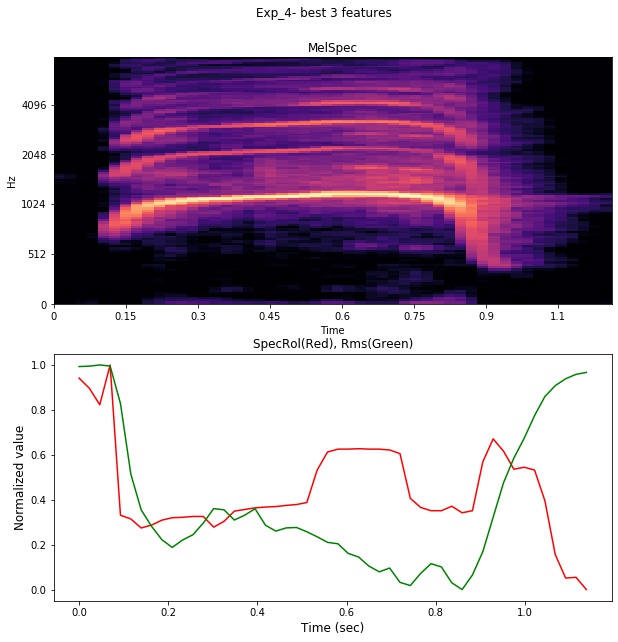 Exp_4- best 3 features
MelSpec
4096
2048
1024
512
0
Hz
0 0.15 0.3 0.45 0.6 0.75 0.9 1.1
Time
SpecRol(Red), Rms(Green)
1.0
0.8
0.6
0.4
0.2
0.0
Normalized value
0.0 0.2 0.4 0.6 0.8 1.0
Time (sec)